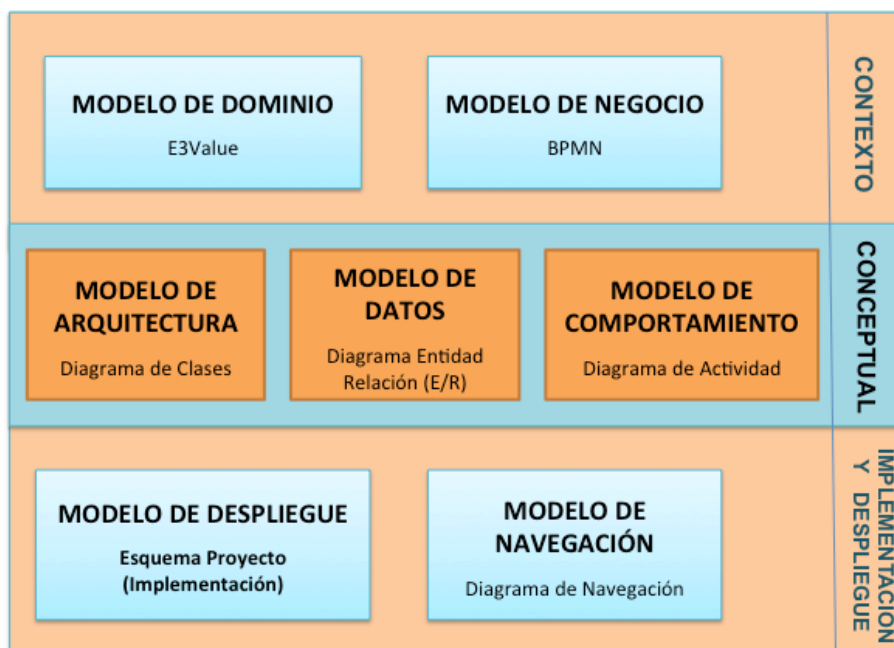 MODELO DE DOMINIO
E3Value
MODELO DE NEGOCIO
BPMN
CONTEXTO
MODELO DE
ARQUITECTURA
Diagrama de Clases
MODELO DE
DATOS
Diagrama Entidad
Relación (E/R)
MODELO DE
COMPORTAMIENTO
Diagrama de Actividad
CONCEPTUAL
MODELO DE DESPLIEGUE
Esquema Proyecto
(Implementación)
MODELO DE
NAVEGACIÓN
Diagrama de Navegación
IMPLEMENTACIÓN
Y DESPLIEGUE